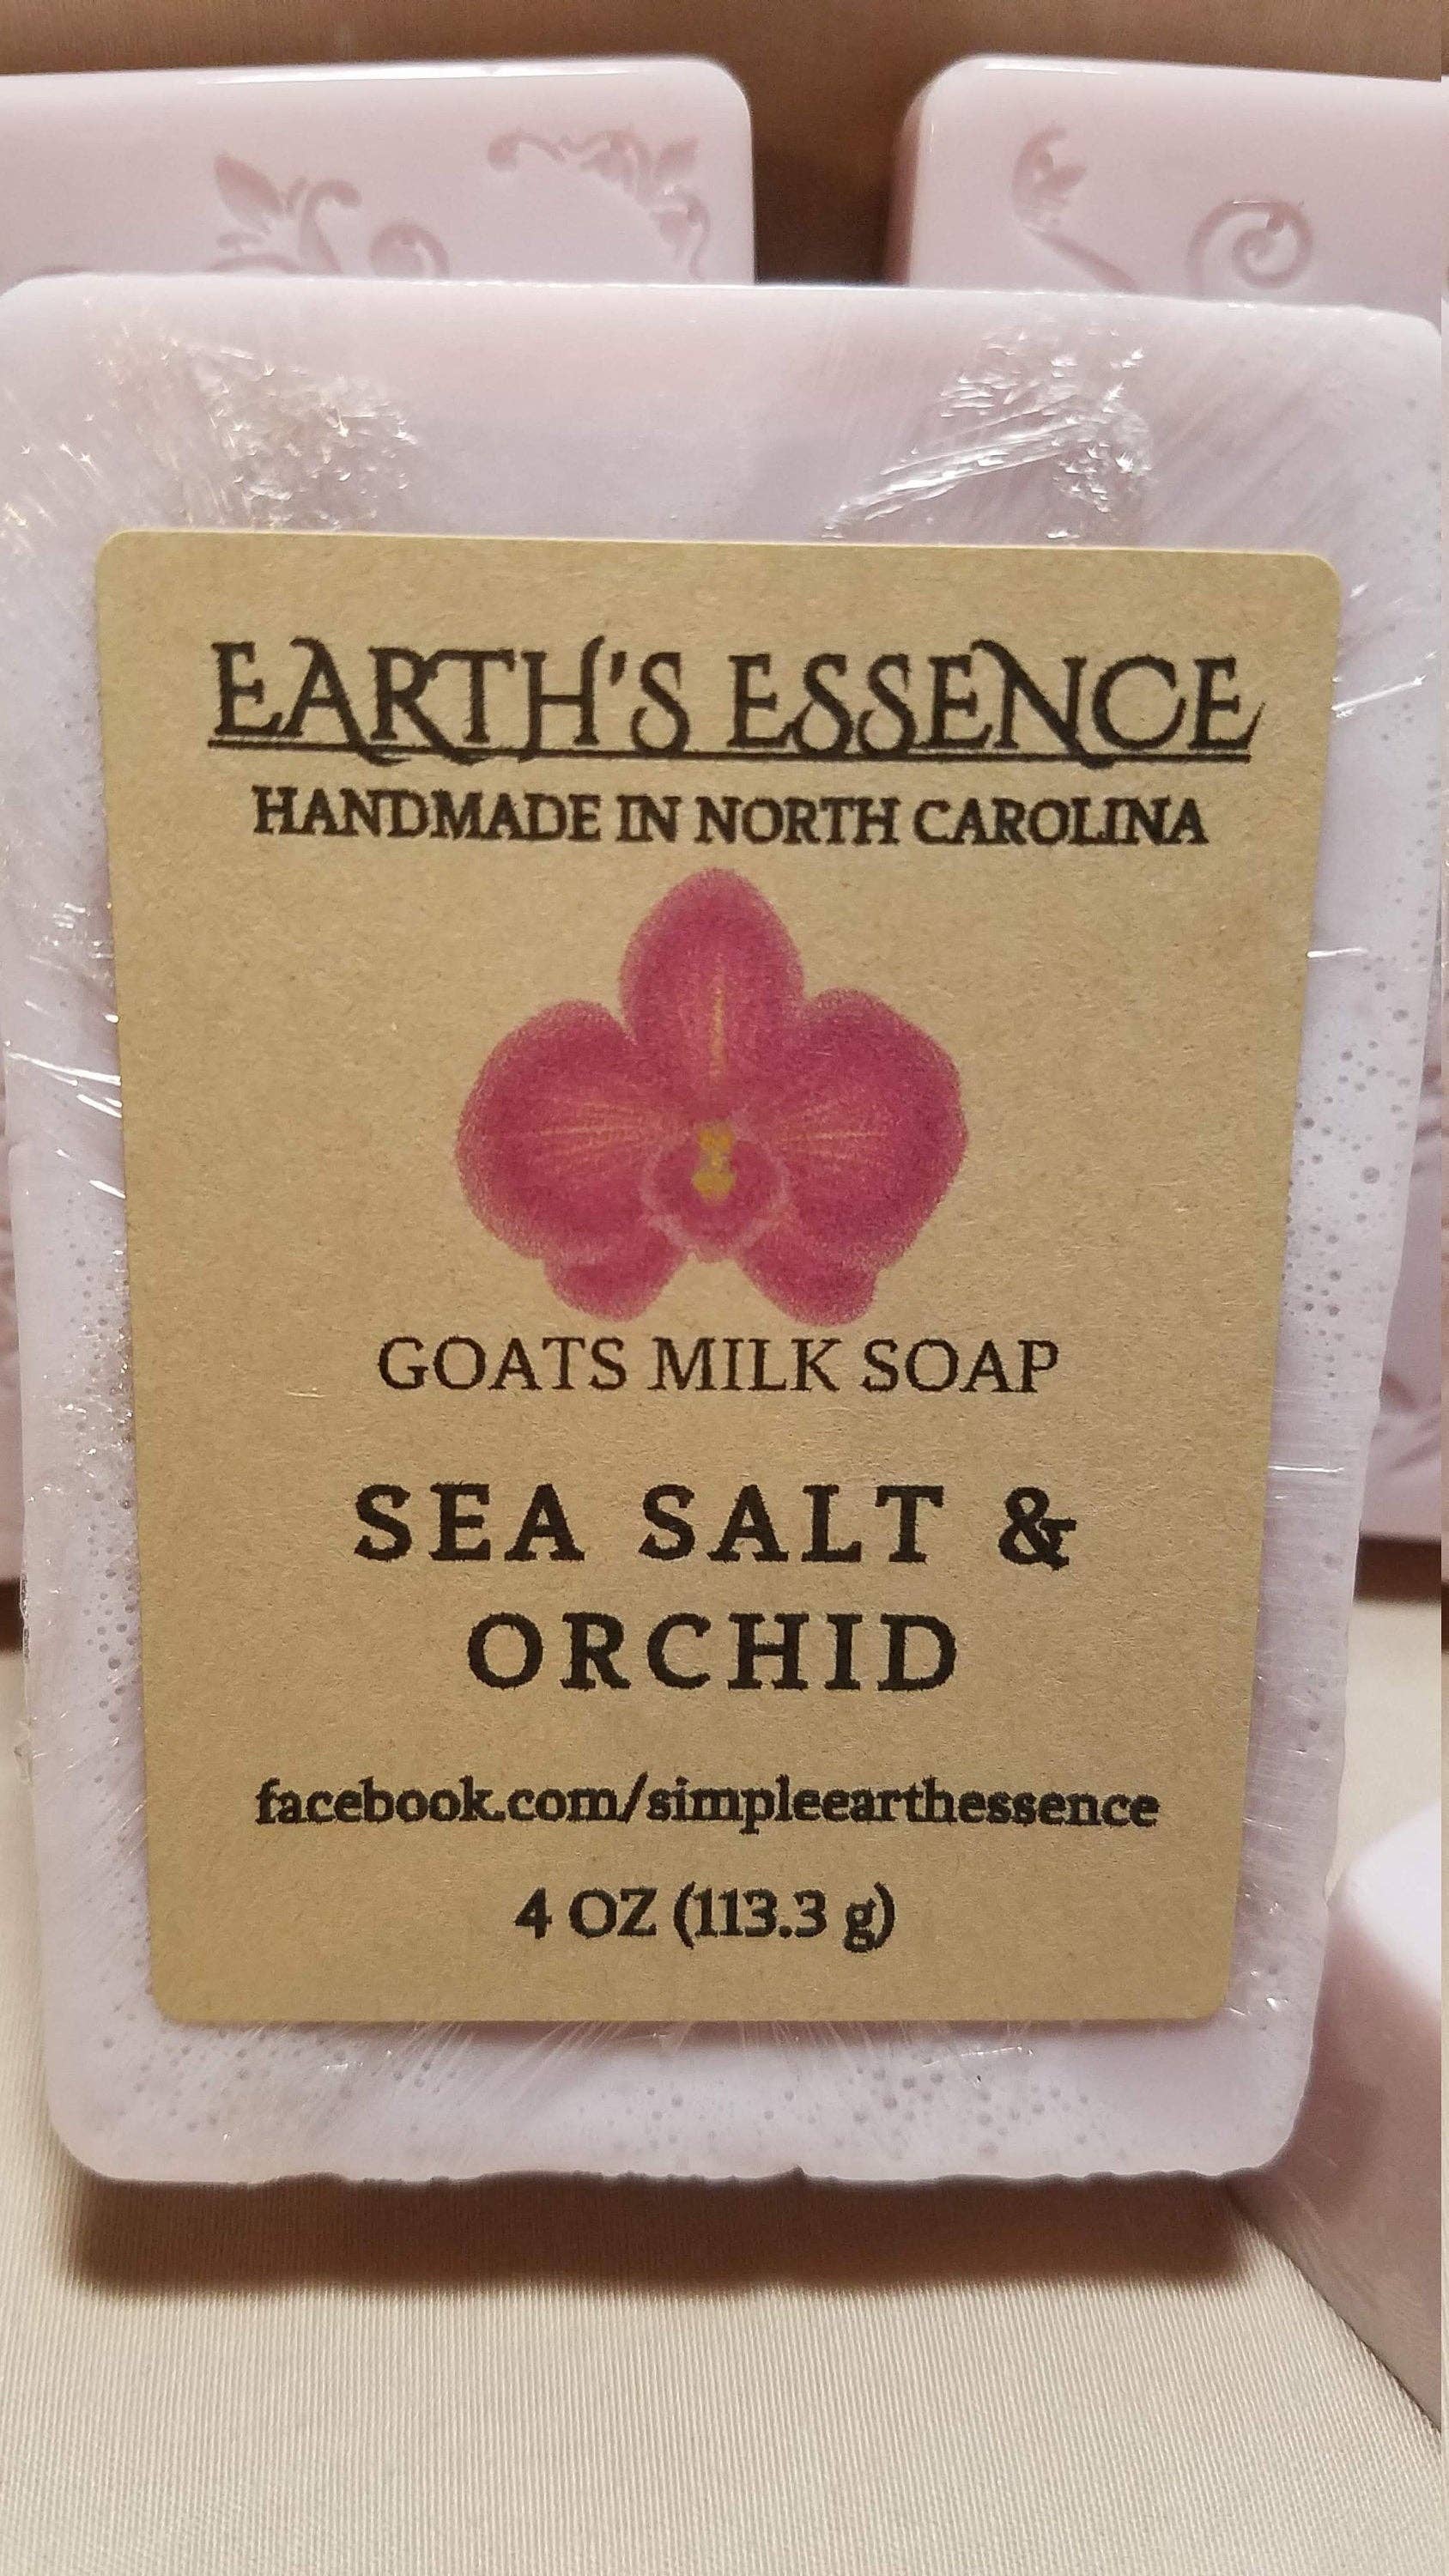 EARTH'S ESSENCE
HANDMADE IN NORTH CAROLINA
GOATS MILK SOAP
SEA SALT &
ORCHID
facebook.com/simpleearthessence
4 OZ (113.3 g)